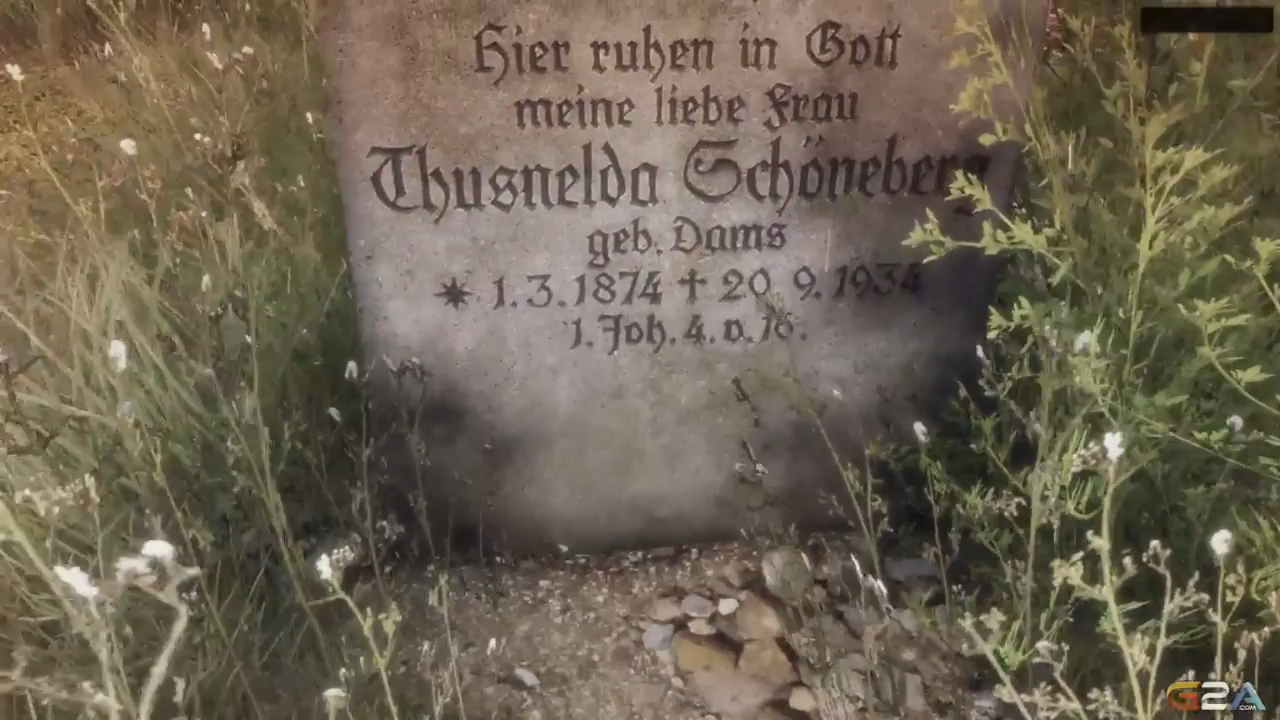 Hier ruhen in Gott
meine liebe Frau
Thusnelda Schöneberg
geb. Dams
* 1.3.1874 † 20 9.1934
1. Joh. 4. v. 16.
G2A
.COM